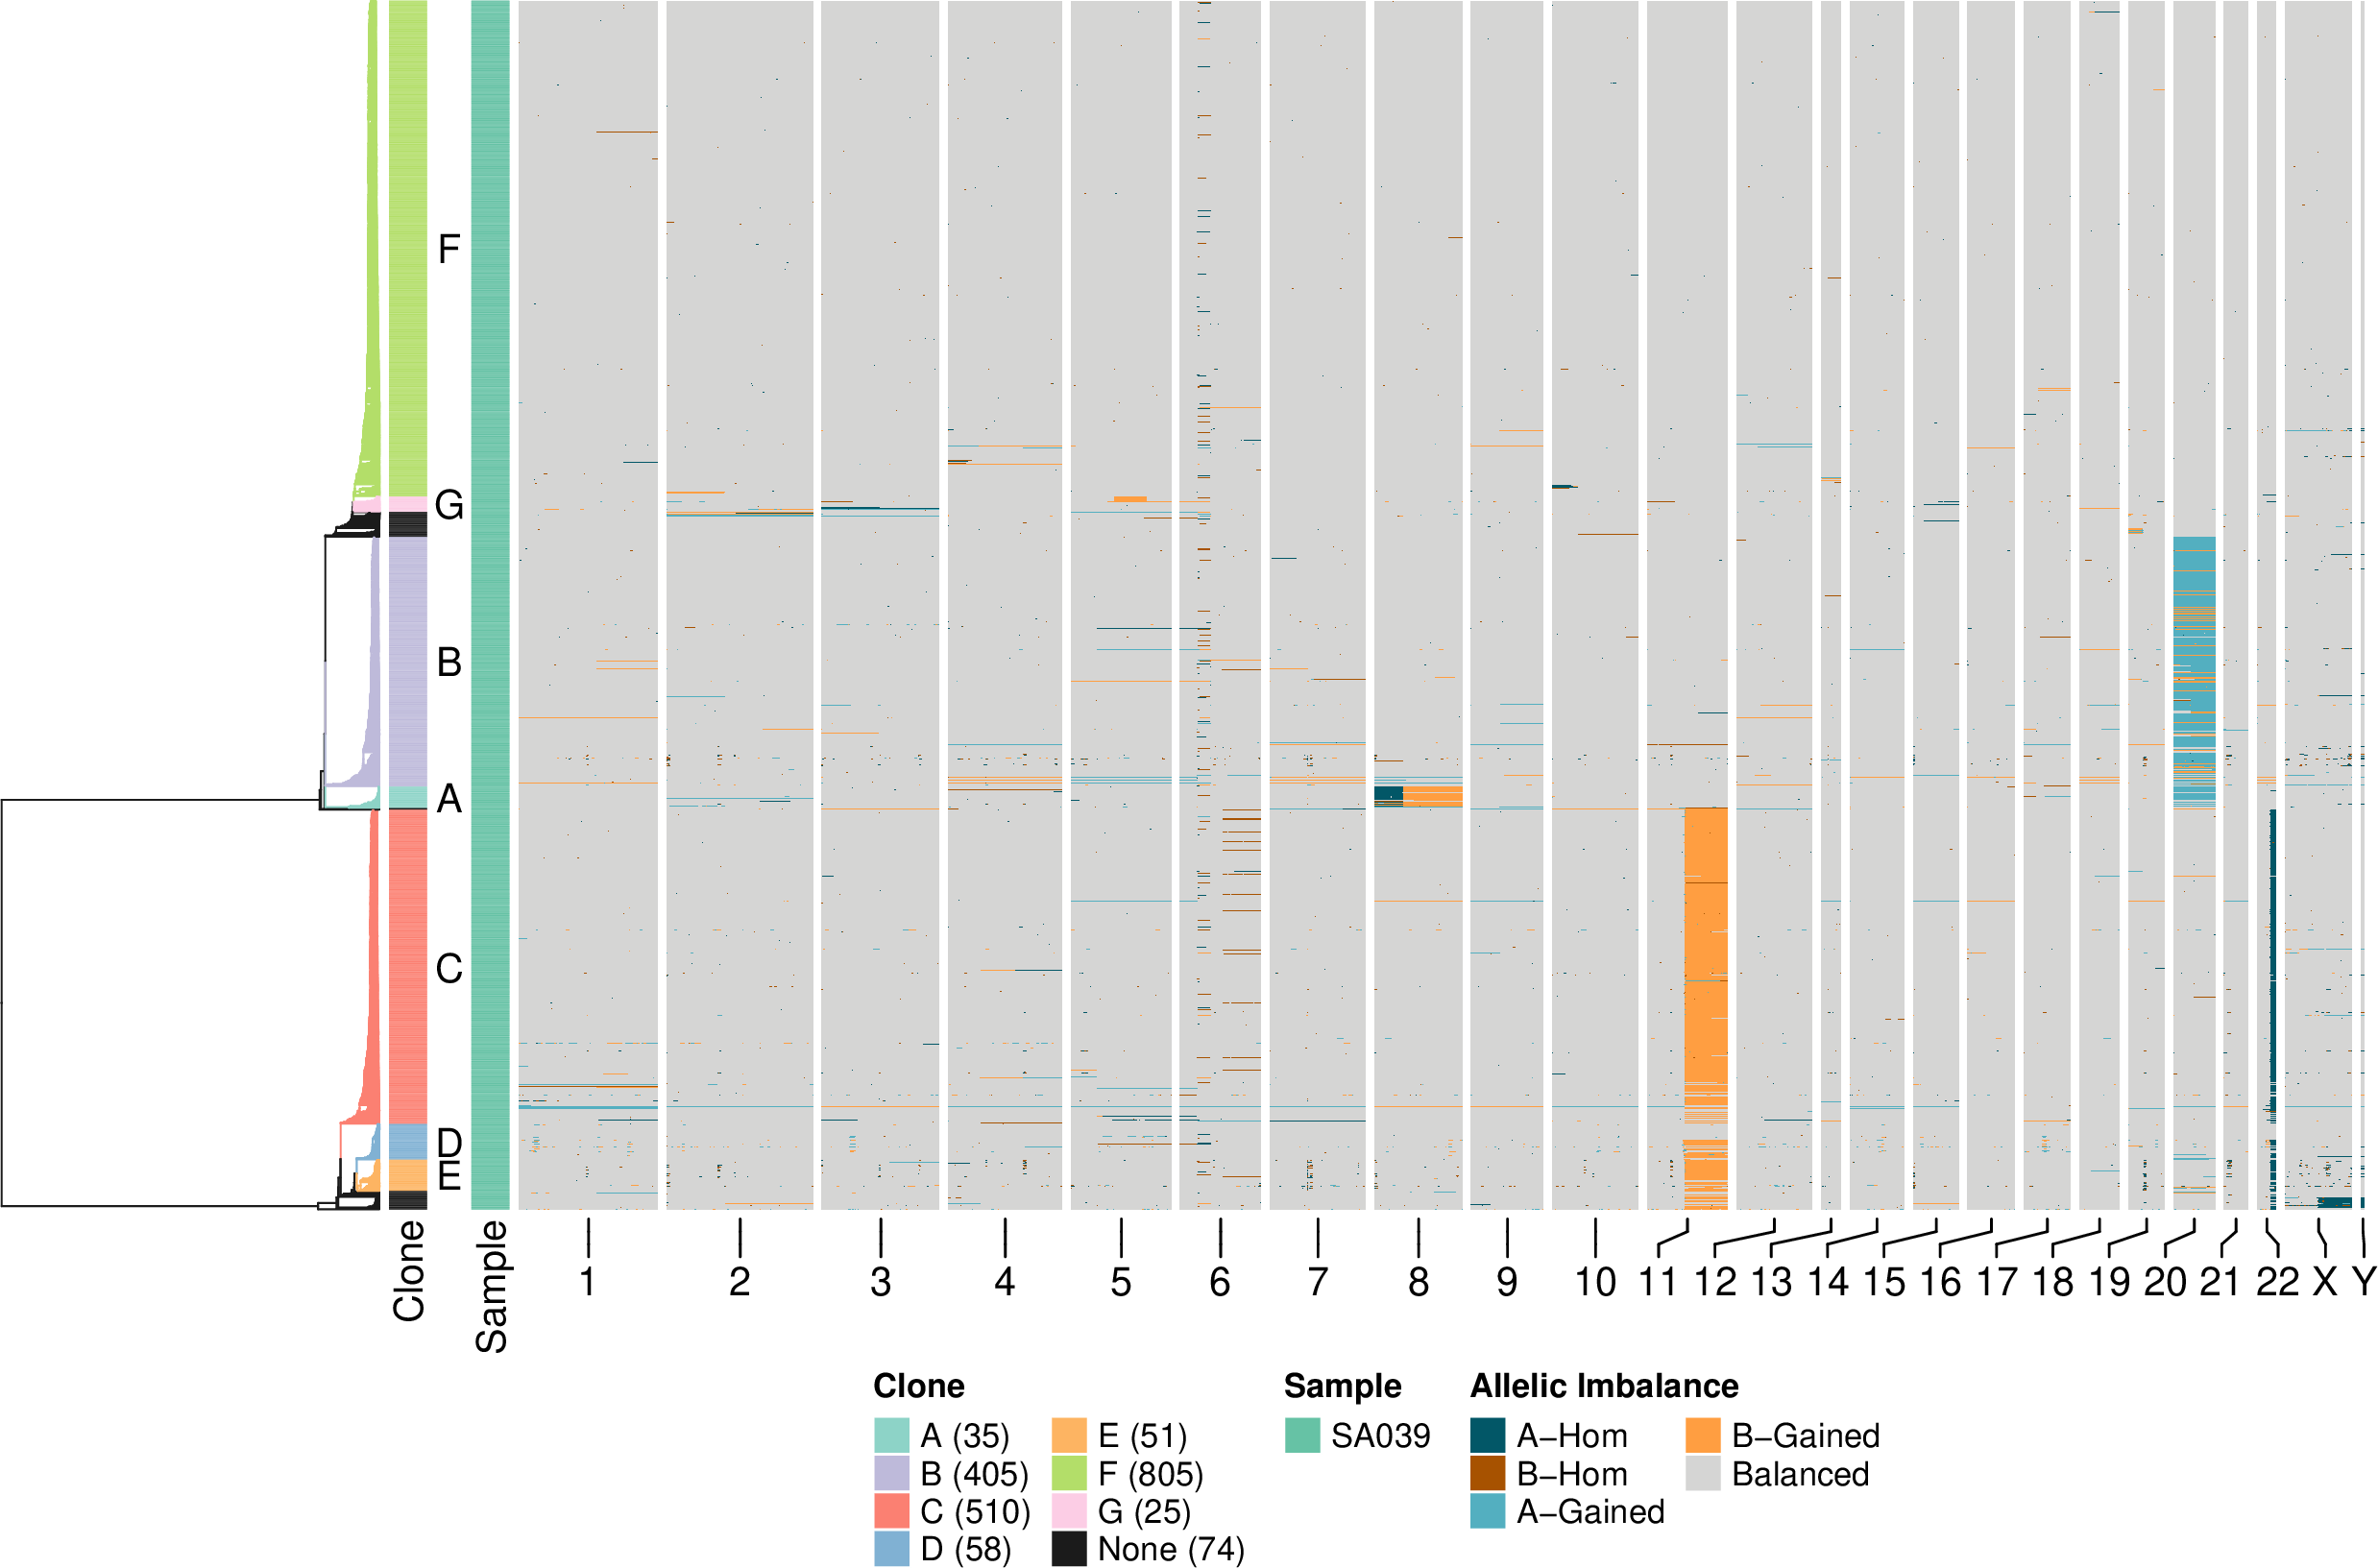 F
G
B
A
C
D
E
Clone
Sample
1 2 3 4 5 6 7 8 9 10 11 12 13 14 15 16 17 18 19 20 21 22 X Y
Clone Sample Allelic Imbalance
A (35) E (51) SA039 A−Hom B−Gained
B (405) F (805) B−Hom Balanced
C (510) G (25) A−Gained
D (58) None (74)